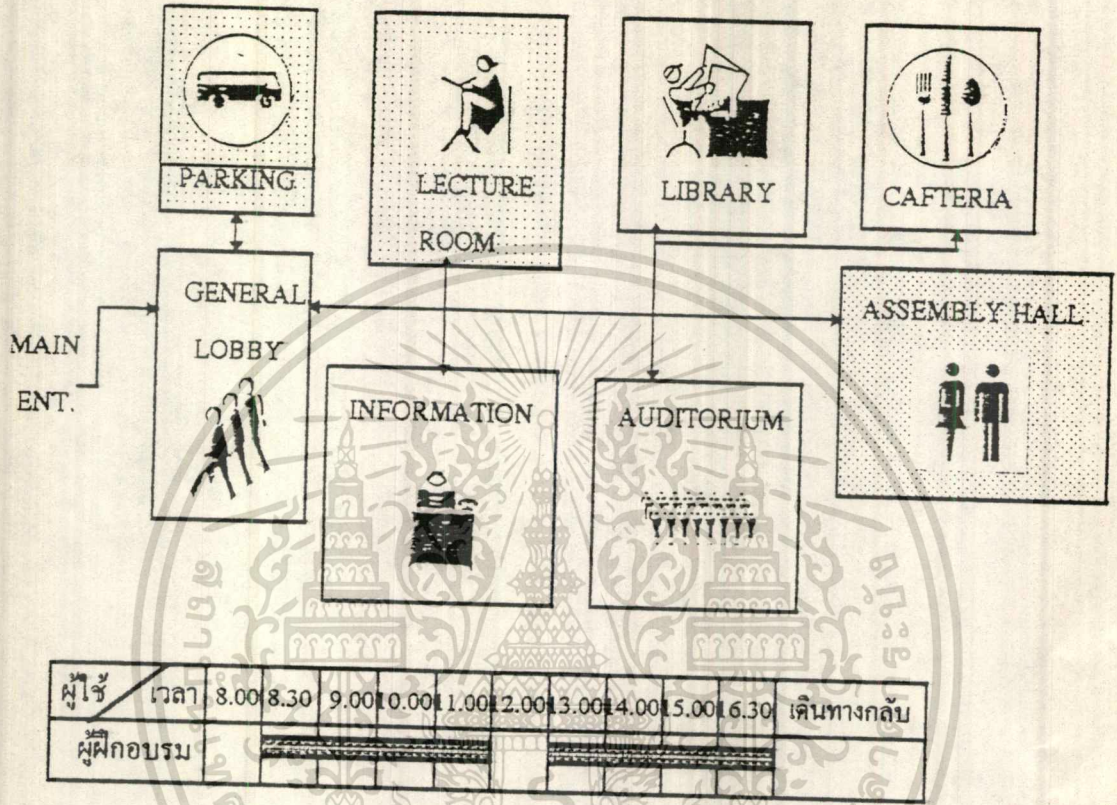 PARKING
LECTURE
ROOM
LIBRARY
CAFTERIA
GENERAL
LOBBY
MAIN
ENT.
ASSEMBLY HALL
INFORMATION
AUDITORIUM
ผู้ใช้ เวลา 8.00 8.30 9.00 10.00 11.00 12.00 13.00 14.00 15.00 16.30 เดินทางกลับ
ผู้ฝึกอบรม